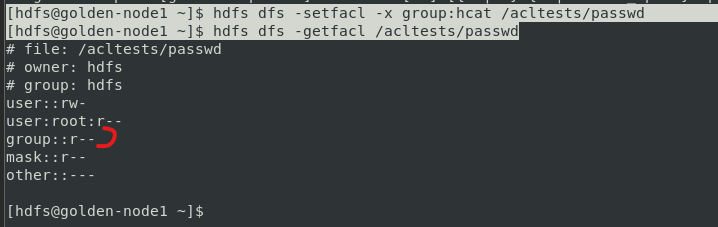 [hdfs@golden-node1 ~]$ hdfs dfs -setfacl -x group:hcat /acltests/passwd
[hdfs@golden-node1 ~]$ hdfs dfs -getfacl /acltests/passwd
# file: /acltests/passwd
# owner: hdfs
# group: hdfs
user::rw-
user:root:r--
group::r--
mask::r--
other::---
[hdfs@golden-node1 ~]$